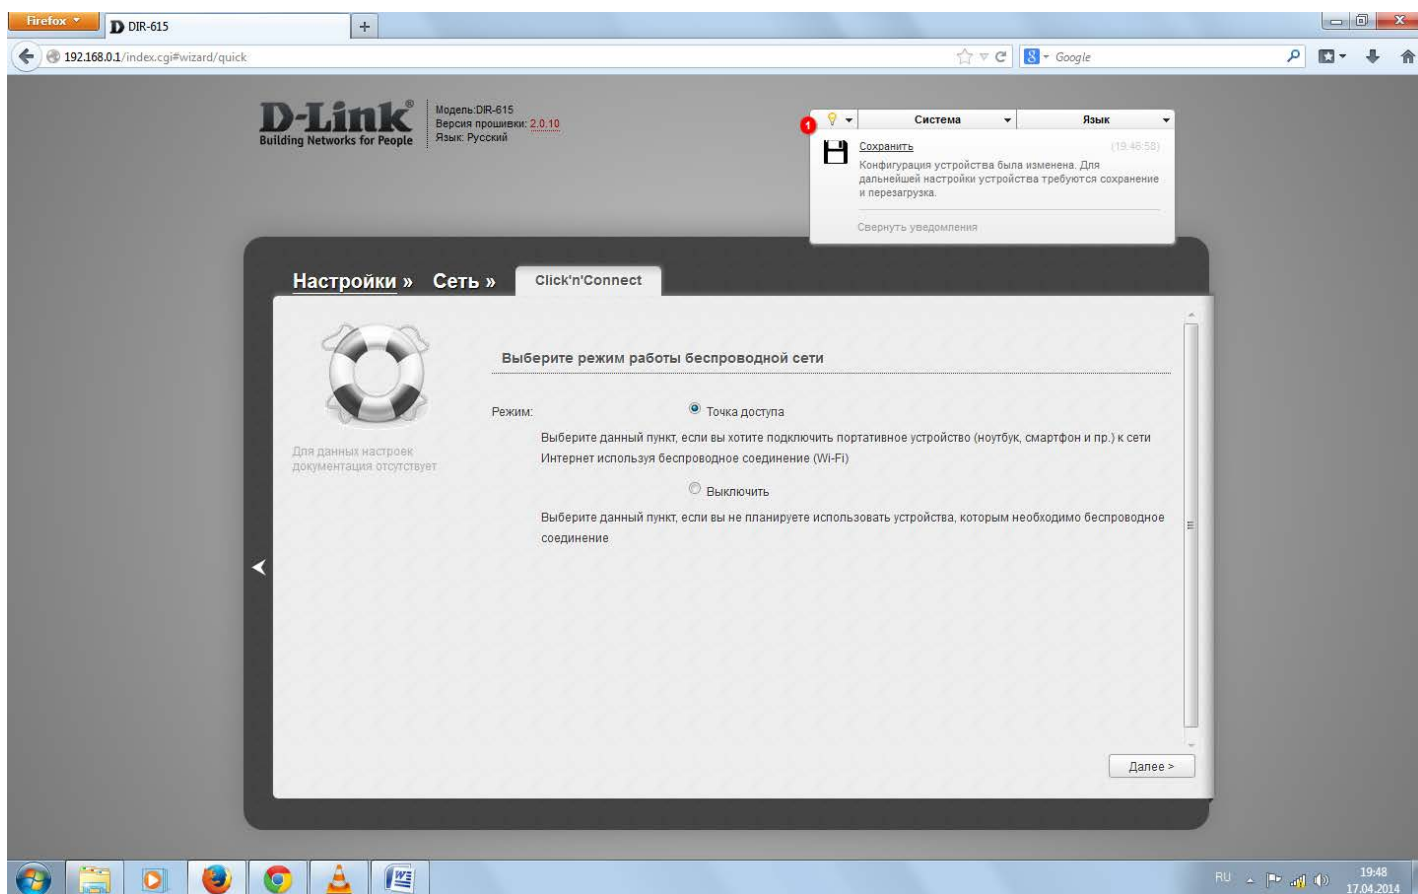 Firefox
DIR-615
192.168.0.1/index.cgi#wizard/quick
Google
D-Link®
Building Networks for People
Модель:DIR-615
Версия прошивки: 2.0.10
Язык: Русский
1
Система
Язык
Сохранить
(19:46:58)
Конфигурация устройства была изменена. Для
дальнейшей настройки устройства требуются сохранение
и перезагрузка.
Свернуть уведомления
Настройки »
Сеть »
Click'n'Connect
Выберите режим работы беспроводной сети
Для данных настроек
документация отсутствует
Режим:
Точка доступа
Выберите данный пункт, если вы хотите подключить портативное устройство (ноутбук, смартфон и пр.) к сети
Интернет используя беспроводное соединение (Wi-Fi)
Выключить
Выберите данный пункт, если вы не планируете использовать устройства, которым необходимо беспроводное
соединение
Далее >
RU
19:48
17.04.2014